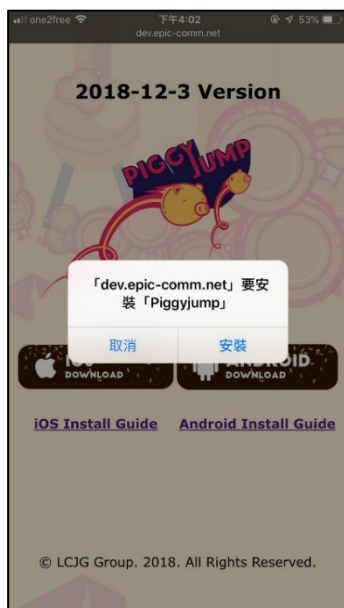 one2free 下午4:02 53%
dev.epic-comm.net
2018-12-3 Version
PIGGYJUMP
「dev.epic-comm.net」要安
裝「Piggyjump」
取消 安裝
DOWNLOAD ANDROID
DOWNLOAD
iOS Install Guide Android Install Guide
© LCJG Group. 2018. All Rights Reserved.